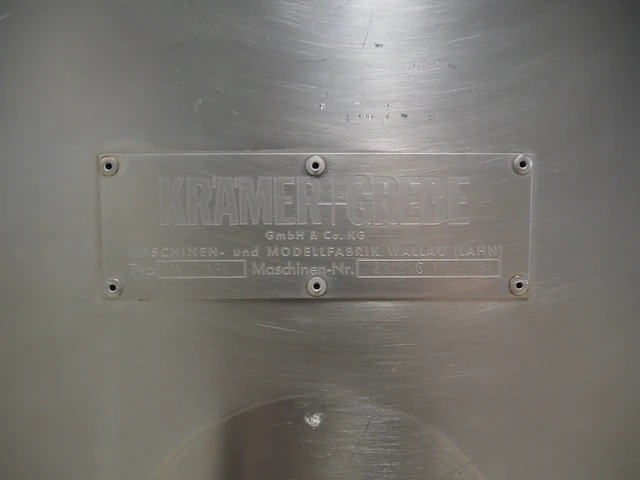 KRÄMER+GREBE
GmbH & Co. KG
MASCHINEN- und MODELLFABRIK WALLAU (LAHN)
Typ Maschinen-Nr.